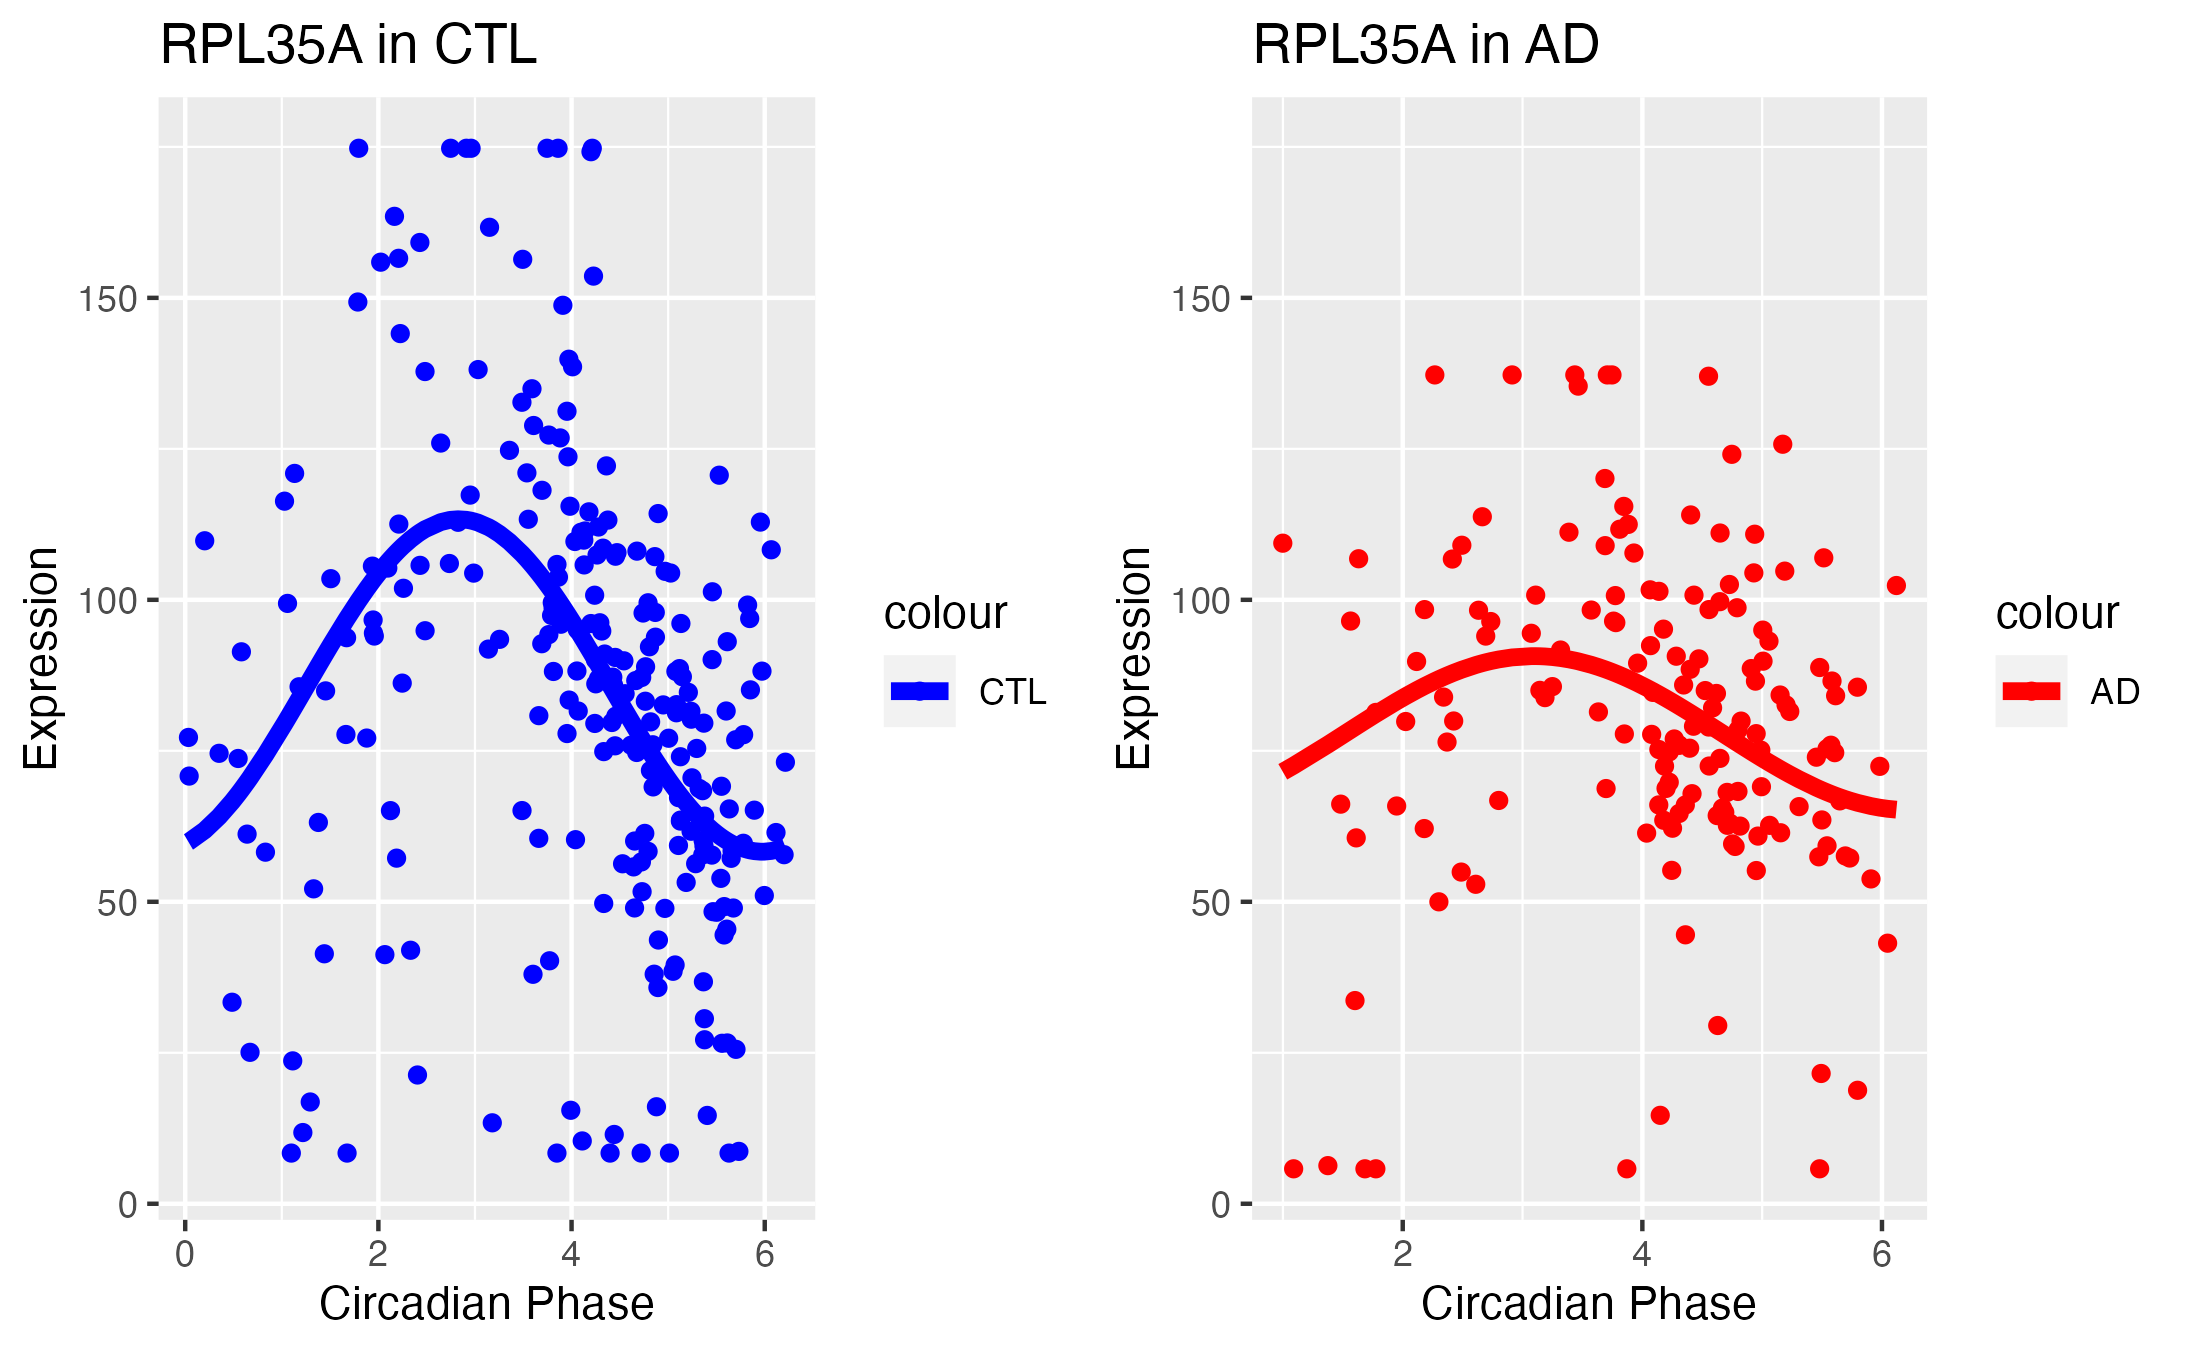 RPL35A in CTL
150
100
50
0
0 2 4 6
Expression
Circadian Phase
colour
CTL
RPL35A in AD
150
100
50
0
2 4 6
Expression
Circadian Phase
colour
AD